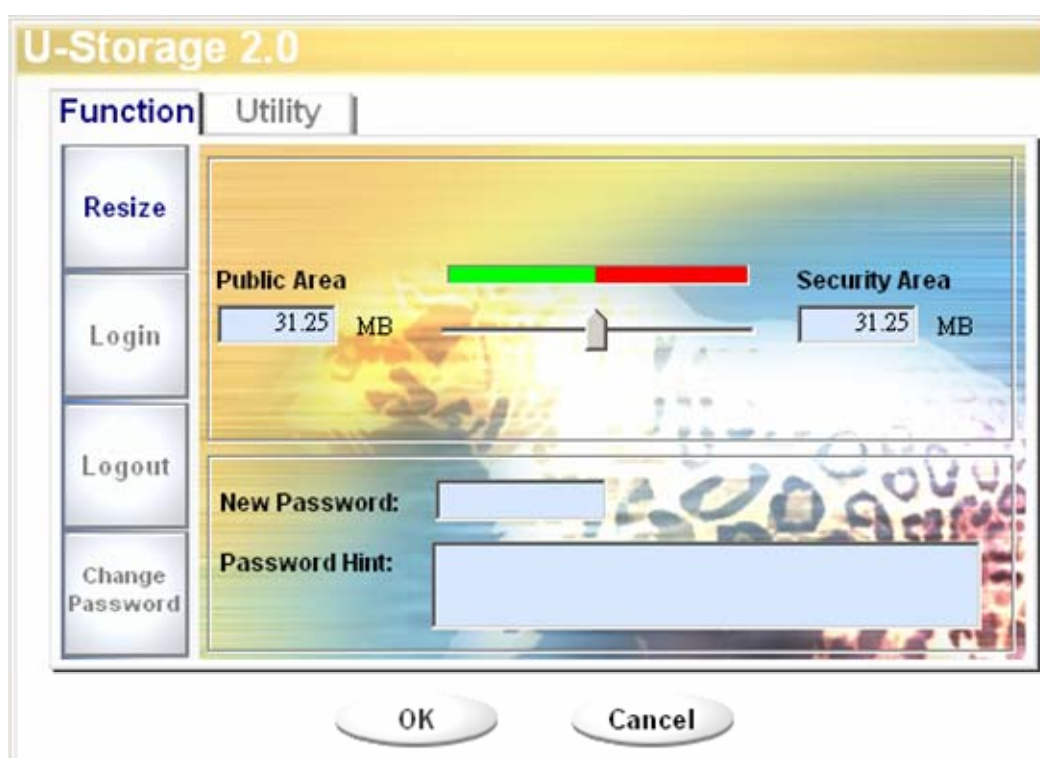 U-Storage 2.0
Function Utility
Resize
Login
Logout
Change
Password
Public Area
31.25 MB
Security Area
31.25 MB
New Password:
Password Hint:
OK Cancel